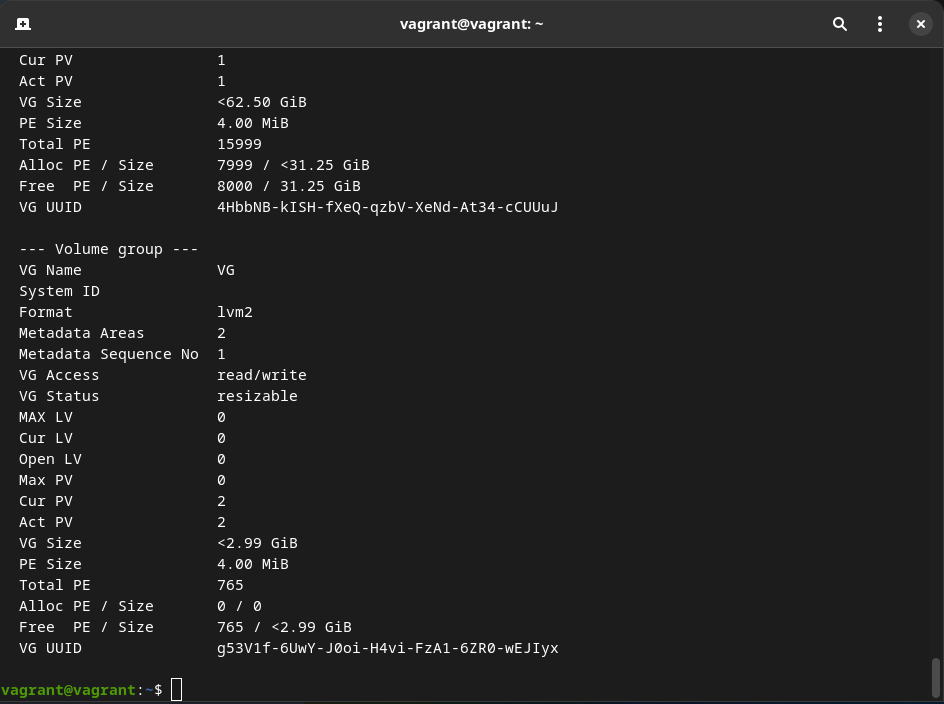 vagrant@vagrant: ~
Cur PV                1
Act PV                1
VG Size               <62.50 GiB
PE Size               4.00 MiB
Total PE              15999
Alloc PE / Size       7999 / <31.25 GiB
Free  PE / Size       8000 / 31.25 GiB
VG UUID               4HbbNB-kISH-fXeQ-qzbV-XeNd-At34-cCUUuJ

--- Volume group ---
VG Name               VG
System ID
Format                lvm2
Metadata Areas        2
Metadata Sequence No  1
VG Access             read/write
VG Status             resizable
MAX LV                0
Cur LV                0
Open LV               0
Max PV                0
Cur PV                2
Act PV                2
VG Size               <2.99 GiB
PE Size               4.00 MiB
Total PE              765
Alloc PE / Size       0 / 0
Free  PE / Size       765 / <2.99 GiB
VG UUID               g53V1f-6UwY-J0oi-H4vi-FzA1-6ZR0-wEJIyx

vagrant@vagrant:~$